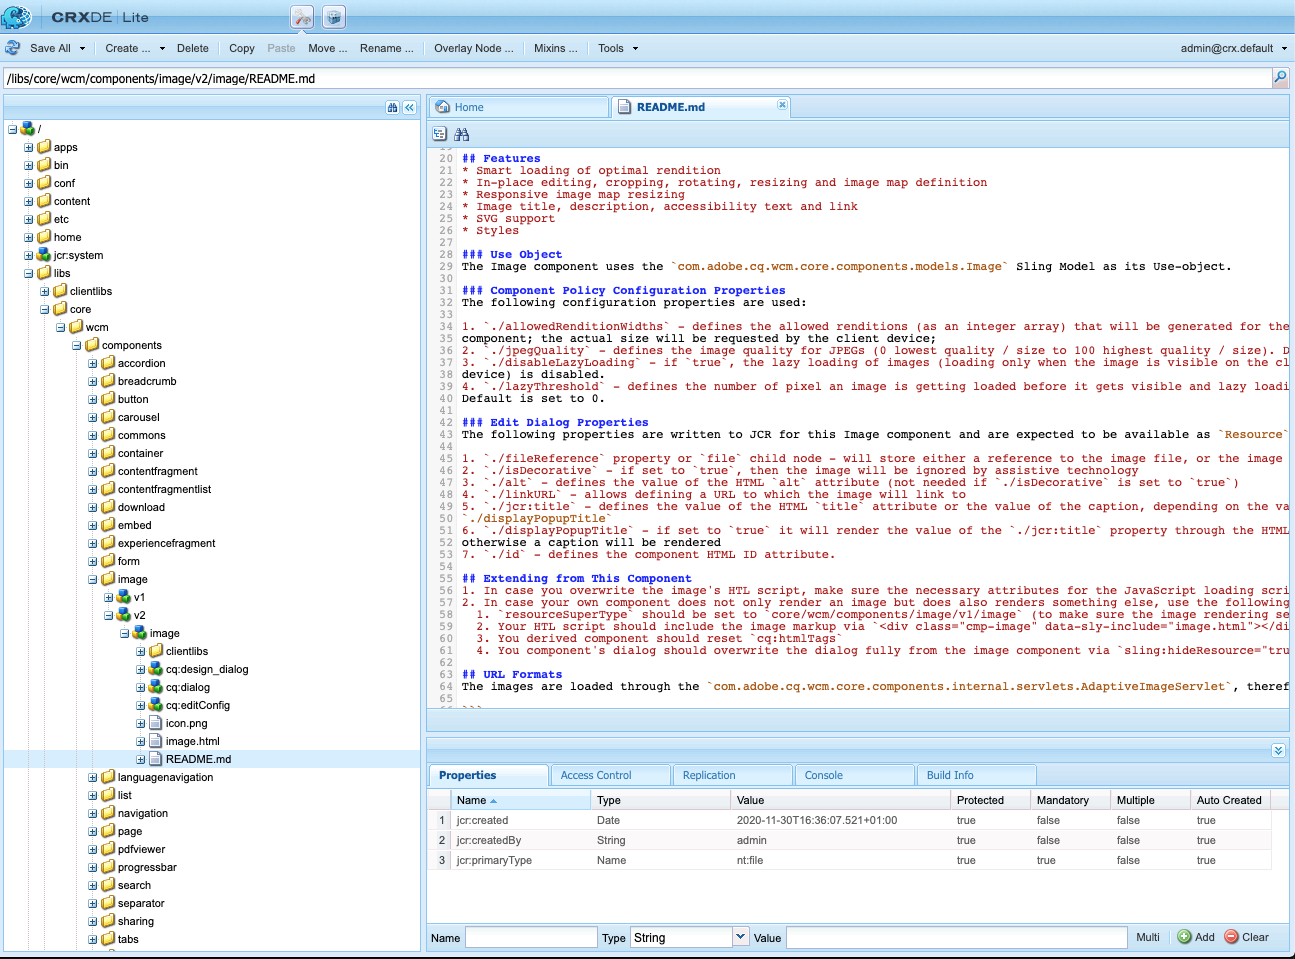 CRXDE | Lite
Save All Create ... Delete Copy Paste Move ... Rename ... Overlay Node ... Mixins ... Tools admin@crx.default
/libs/core/wcm/components/image/v2/image/README.md
/
apps
bin
conf
content
etc
home
jcr:system
libs
clientlibs
core
wcm
components
accordion
breadcrumb
button
carousel
commons
container
contentfragment
contentfragmentlist
download
embed
experiencefragment
form
image
v1
v2
image
clientlibs
cq:design_dialog
cq:dialog
cq:editConfig
icon.png
image.html
README.md
languagenavigation
list
navigation
page
pdfviewer
progressbar
search
separator
sharing
tabs
Home README.md
20 ## Features
21 * Smart loading of optimal rendition
22 * In-place editing, cropping, rotating, resizing and image map definition
23 * Responsive image map resizing
24 * Image title, description, accessibility text and link
25 * SVG support
26 * Styles
27
28 ### Use Object
29 The Image component uses the `com.adobe.cq.wcm.core.components.models.Image` Sling Model as its Use-object.
30
31 ### Component Policy Configuration Properties
32 The following configuration properties are used:
33
34 1. `./allowedRenditionWidths` - defines the allowed renditions (as an integer array) that will be generated for the
35 component; the actual size will be requested by the client device;
36 2. `./jpegQuality` - defines the image quality for JPEGs (0 lowest quality / size to 100 highest quality / size). D
37 3. `./disableLazyLoading` - if `true`, the lazy loading of images (loading only when the image is visible on the cl
38 device) is disabled.
39 4. `./lazyThreshold` - defines the number of pixel an image is getting loaded before it gets visible and lazy loadi
40 Default is set to 0.
41
42 ### Edit Dialog Properties
43 The following properties are written to JCR for this Image component and are expected to be available as `Resource`
44
45 1. `./fileReference` property or `file` child node - will store either a reference to the image file, or the image
46 2. `./isDecorative` - if set to `true`, then the image will be ignored by assistive technology
47 3. `./alt` - defines the value of the HTML `alt` attribute (not needed if `./isDecorative` is set to `true`)
48 4. `./linkURL` - allows defining a URL to which the image will link to
49 5. `./jcr:title` - defines the value of the HTML `title` attribute or the value of the caption, depending on the va
50 `./displayPopupTitle`
51 6. `./displayPopupTitle` - if set to `true` it will render the value of the `./jcr:title` property through the HTML
52 otherwise a caption will be rendered
53 7. `./id` - defines the component HTML ID attribute.
54
55 ## Extending from This Component
56 1. In case you overwrite the image's HTL script, make sure the necessary attributes for the JavaScript loading scri
57 2. In case your own component does not only render an image but does also renders something else, use the following
58 1. `resourceSuperType` should be set to `core/wcm/components/image/v1/image` (to make sure the image rendering se
59 2. Your HTL script should include the image markup via `<div class="cmp-image" data-sly-include="image.html"></di
60 3. You derived component should reset `cq:htmlTags`
61 4. You component's dialog should overwrite the dialog fully from the image component via `sling:hideResource="tru
62
63 ## URL Formats
64 The images are loaded through the `com.adobe.cq.wcm.core.components.internal.servlets.AdaptiveImageServlet`, theref
65
```
Properties Access Control Replication Console Build Info
Name Type Value Protected Mandatory Multiple Auto Created
1 jcr:created Date 2020-11-30T16:36:07.521+01:00 true false false true
2 jcr:createdBy String admin true false false true
3 jcr:primaryType Name nt:file true true false true
Name Type String Value Multi Add Clear